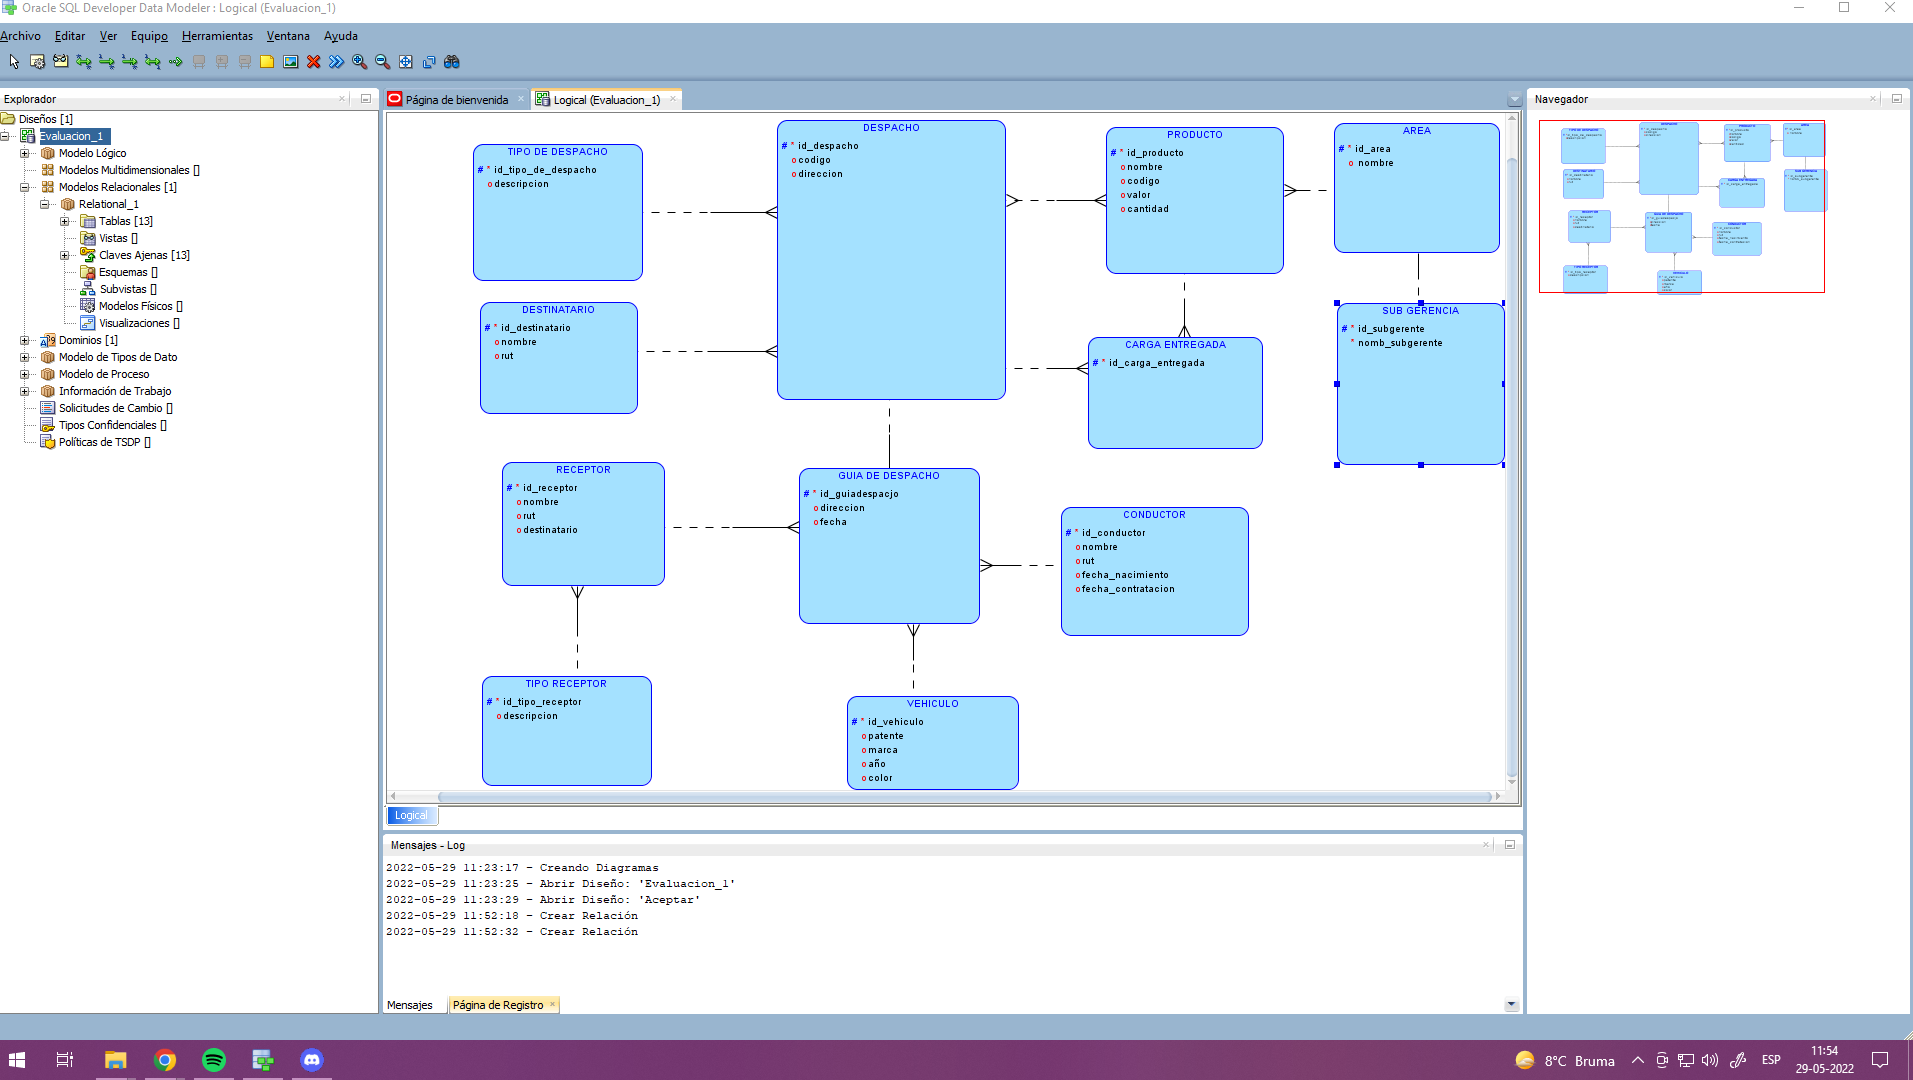 Oracle SQL Developer Data Modeler : Logical (Evaluacion_1)
Archivo Editar Ver Equipo Herramientas Ventana Ayuda
Explorador
Diseños [1]
Evaluacion_1
Modelo Lógico
Modelos Multidimensionales []
Modelos Relacionales [1]
Relational_1
Tablas [13]
Vistas []
Claves Ajenas [13]
Esquemas []
Subvistas []
Modelos Físicos []
Visualizaciones []
Dominios [1]
Modelo de Tipos de Dato
Modelo de Proceso
Información de Trabajo
Solicitudes de Cambio []
Tipos Confidenciales []
Políticas de TSDP []
Página de bienvenida
Logical (Evaluacion_1)
TIPO DE DESPACHO
# * id_tipo_de_despacho
o descripcion
DESPACHO
# * id_despacho
o codigo
o direccion
PRODUCTO
# * id_producto
o nombre
o codigo
o valor
o cantidad
AREA
# * id_area
o nombre
DESTINATARIO
# * id_destinatario
o nombre
o rut
CARGA ENTREGADA
# * id_carga_entregada
SUB GERENCIA
# * id_subgerente
* nomb_subgerente
RECEPTOR
# * id_receptor
o nombre
o rut
o destinatario
GUIA DE DESPACHO
# * id_guiadespacjo
o direccion
o fecha
CONDUCTOR
# * id_conductor
o nombre
o rut
o fecha_nacimiento
o fecha_contratacion
TIPO RECEPTOR
# * id_tipo_receptor
o descripcion
VEHICULO
# * id_vehiculo
o patente
o marca
o año
o color
Logical
Mensajes - Log
2022-05-29 11:23:17 - Creando Diagramas
2022-05-29 11:23:25 - Abrir Diseño: 'Evaluacion_1'
2022-05-29 11:23:29 - Abrir Diseño: 'Aceptar'
2022-05-29 11:52:18 - Crear Relación
2022-05-29 11:52:32 - Crear Relación
Mensajes
Página de Registro
Navegador
8°C Bruma
ESP
11:54
29-05-2022